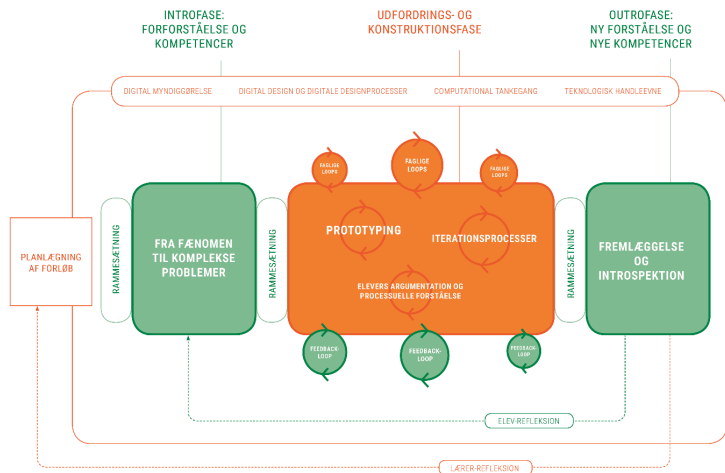 INTROFASE:
FORFORSTÅELSE OG
KOMPETENCER
UDFORDRINGS- OG
KONSTRUKTIONSFASE
OUTROFASE:
NY FORSTÅELSE OG
NYE KOMPETENCER
DIGITAL MYNDIGGØRELSE
DIGITAL DESIGN OG DIGITALE DESIGNPROCESSER
COMPUTATIONAL TANKEGANG
TEKNOLOGISK HANDLEEVNE
FAGLIGE
LOOPS
FAGLIGE
LOOPS
FAGLIGE
LOOPS
PLANLÆGNING
AF FORLØB
RAMMESÆTNING
FRA FÆNOMEN
TIL KOMPLEKSE
PROBLEMER
RAMMESÆTNING
PROTOTYPING
ITERATIONSPROCESSER
ELEVERS ARGUMENTATION OG
PROCESSUELLE FORSTÅELSE
RAMMESÆTNING
FREMLÆGGELSE
OG
INTROSPEKTION
FEEDBACK-
LOOP
FEEDBACK-
LOOP
FEEDBACK-
LOOP
ELEV-REFLEKSION
LÆRER-REFLEKSION